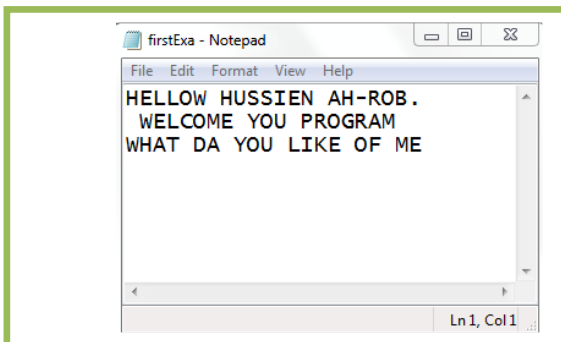 firstExa - Notepad
File Edit Format View Help
HELLOW HUSSIEN AH-ROB.
WELCOME YOU PROGRAM
WHAT DA YOU LIKE OF ME
Ln 1, Col 1